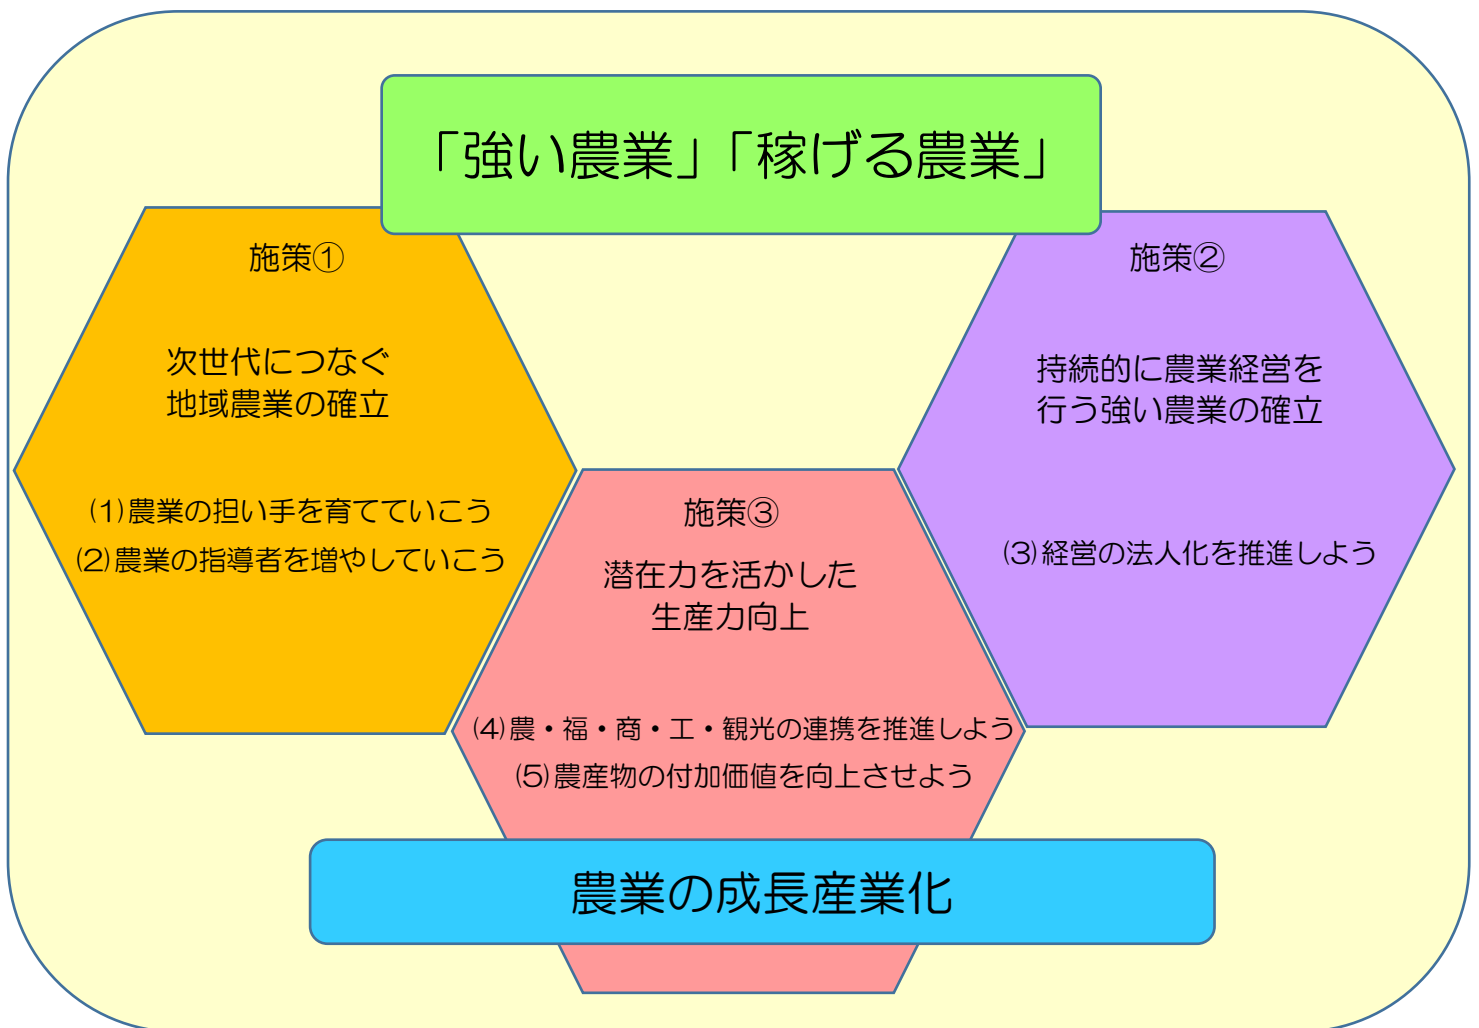 「強い農業」「稼げる農業」
施策①
次世代につなぐ
地域農業の確立
(1)農業の担い手を育てていこう
(2)農業の指導者を増やしていこう
施策②
持続的に農業経営を
行う強い農業の確立
(3)経営の法人化を推進しよう
施策③
潜在力を活かした
生産力向上
(4)農・福・商・工・観光の連携を推進しよう
(5)農産物の付加価値を向上させよう
農業の成長産業化